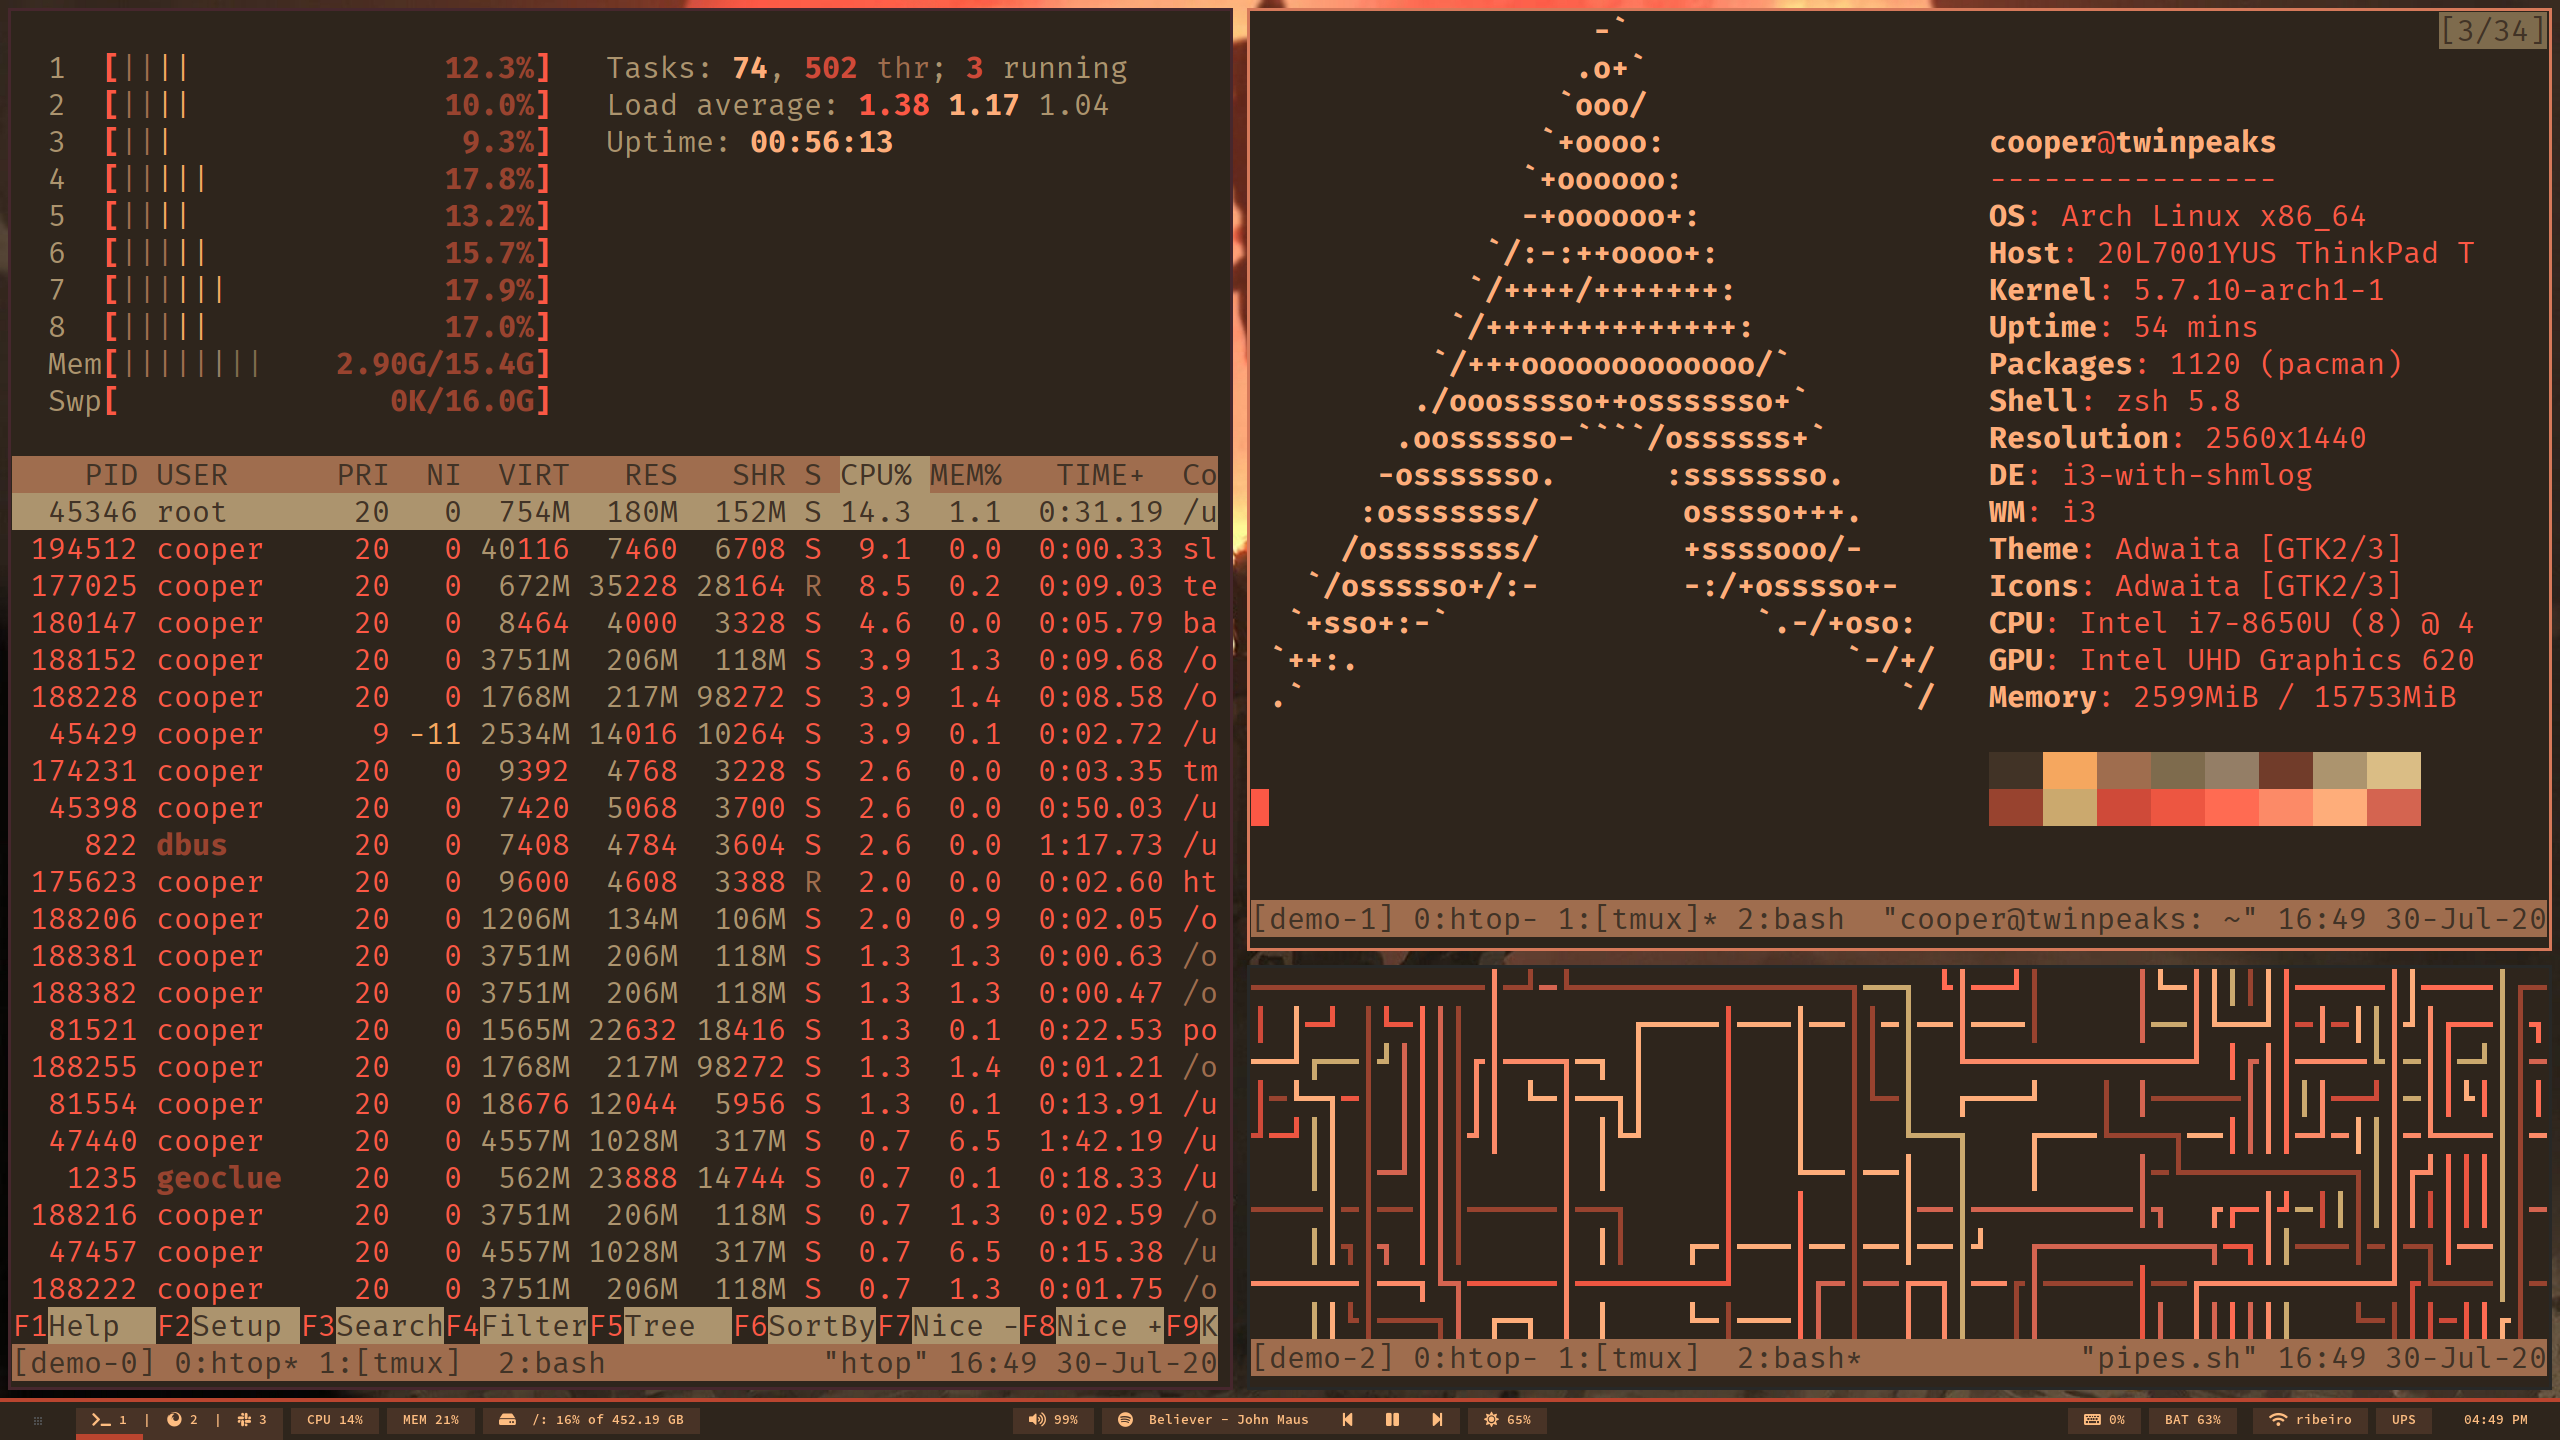 1 [|||| 12.3%]
2 [|||| 10.0%]
3 [||| 9.3%]
4 [||||| 17.8%]
5 [|||| 13.2%]
6 [||||| 15.7%]
7 [|||||| 17.9%]
8 [||||| 17.0%]
Mem[|||||||| 2.90G/15.4G]
Swp[ 0K/16.0G]
Tasks: 74, 502 thr; 3 running
Load average: 1.38 1.17 1.04
Uptime: 00:56:13
PID USER PRI NI VIRT RES SHR S CPU% MEM% TIME+ Co
45346 root 20 0 754M 180M 152M S 14.3 1.1 0:31.19 /u
194512 cooper 20 0 40116 7460 6708 S 9.1 0.0 0:00.33 sl
177025 cooper 20 0 672M 35228 28164 R 8.5 0.2 0:09.03 te
180147 cooper 20 0 8464 4000 3328 S 4.6 0.0 0:05.79 ba
188152 cooper 20 0 3751M 206M 118M S 3.9 1.3 0:09.68 /o
188228 cooper 20 0 1768M 217M 98272 S 3.9 1.4 0:08.58 /o
45429 cooper 9 -11 2534M 14016 10264 S 3.9 0.1 0:02.72 /u
174231 cooper 20 0 9392 4768 3228 S 2.6 0.0 0:03.35 tm
45398 cooper 20 0 7420 5068 3700 S 2.6 0.0 0:50.03 /u
822 dbus 20 0 7408 4784 3604 S 2.6 0.0 1:17.73 /u
175623 cooper 20 0 9600 4608 3388 R 2.0 0.0 0:02.60 ht
188206 cooper 20 0 1206M 134M 106M S 2.0 0.9 0:02.05 /o
188381 cooper 20 0 3751M 206M 118M S 1.3 1.3 0:00.63 /o
188382 cooper 20 0 3751M 206M 118M S 1.3 1.3 0:00.47 /o
81521 cooper 20 0 1565M 22632 18416 S 1.3 0.1 0:22.53 po
188255 cooper 20 0 1768M 217M 98272 S 1.3 1.4 0:01.21 /o
81554 cooper 20 0 18676 12044 5956 S 1.3 0.1 0:13.91 /u
47440 cooper 20 0 4557M 1028M 317M S 0.7 6.5 1:42.19 /u
1235 geoclue 20 0 562M 23888 14744 S 0.7 0.1 0:18.33 /u
188216 cooper 20 0 3751M 206M 118M S 0.7 1.3 0:02.59 /o
47457 cooper 20 0 4557M 1028M 317M S 0.7 6.5 0:15.38 /u
188222 cooper 20 0 3751M 206M 118M S 0.7 1.3 0:01.75 /o
F1Help F2Setup F3SearchF4FilterF5Tree F6SortByF7Nice -F8Nice +F9K
[demo-0] 0:htop* 1:[tmux] 2:bash "htop" 16:49 30-Jul-20
[3/34]
-`
.o+`
`ooo/
`+oooo:
`+oooooo:
-+oooooo+:
`/:-:++oooo+:
`/++++/+++++++:
`/++++++++++++++:
`/+++ooooooooooooo/`
./ooosssso++osssssso+`
.oossssso-````/ossssss+`
-osssssso. :ssssssso.
:osssssss/ osssso+++.
/ossssssss/ +ssssooo/-
`/ossssso+/:- -:/+osssso+-
`+sso+:-` `.-/+oso:
`++:. `-/+/
.` `/
cooper@twinpeaks
----------------
OS: Arch Linux x86_64
Host: 20L7001YUS ThinkPad T
Kernel: 5.7.10-arch1-1
Uptime: 54 mins
Packages: 1120 (pacman)
Shell: zsh 5.8
Resolution: 2560x1440
DE: i3-with-shmlog
WM: i3
Theme: Adwaita [GTK2/3]
Icons: Adwaita [GTK2/3]
CPU: Intel i7-8650U (8) @ 4
GPU: Intel UHD Graphics 620
Memory: 2599MiB / 15753MiB
[demo-1] 0:htop- 1:[tmux]* 2:bash "cooper@twinpeaks: ~" 16:49 30-Jul-20
[demo-2] 0:htop- 1:[tmux] 2:bash* "pipes.sh" 16:49 30-Jul-20
1 | 2 | 3 CPU 14% MEM 21% /: 16% of 452.19 GB 99% Believer - John Maus 65% 0% BAT 63% ribeiro UPS 04:49 PM